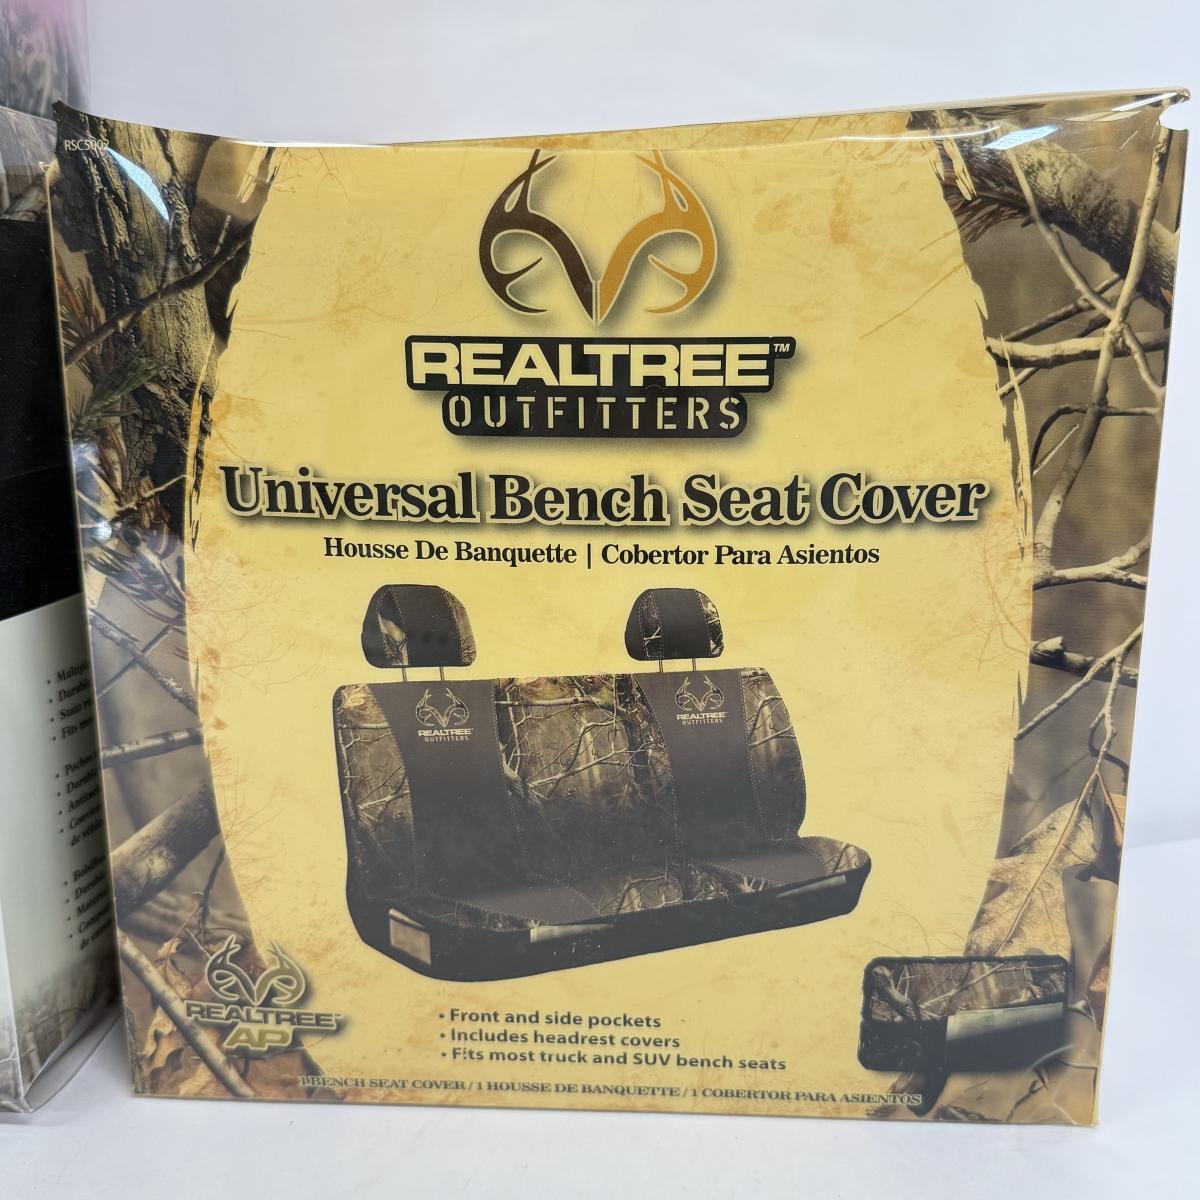 RSC5002
REALTREE™
OUTFITTERS
Universal Bench Seat Cover
Housse De Banquette | Cobertor Para Asientos
REALTREE
OUTFITTERS
REALTREE
OUTFITTERS
REALTREE
AP
• Front and side pockets
• Includes headrest covers
• Fits most truck and SUV bench seats
1 BENCH SEAT COVER / 1 HOUSSE DE BANQUETTE / 1 COBERTOR PARA ASIENTOS